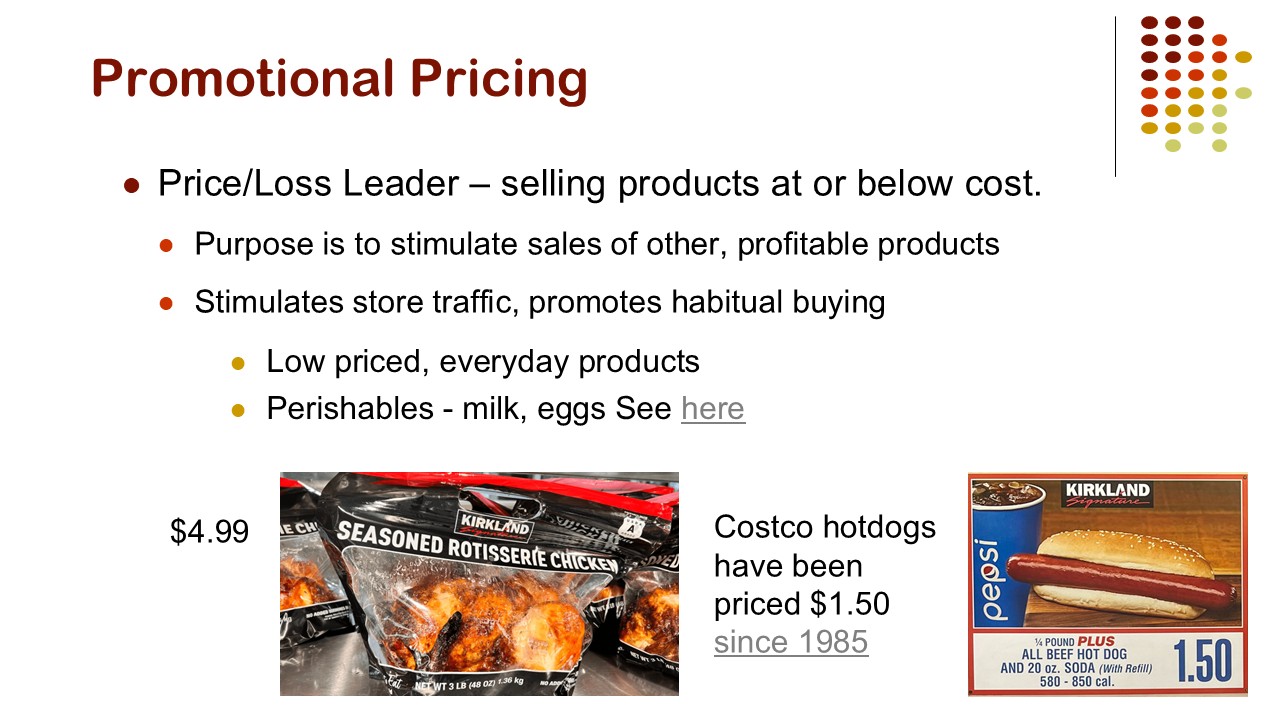 Promotional Pricing
Price/Loss Leader – selling products at or below cost.
Purpose is to stimulate sales of other, profitable products
Stimulates store traffic, promotes habitual buying
Low priced, everyday products
Perishables - milk, eggs See here
$4.99
KIRKLAND
Signature
SEASONED ROTISSERIE CHICKEN
NET WT 3 LB (48 OZ) 1.36 kg
Costco hotdogs
have been
priced $1.50
since 1985
KIRKLAND
Signature
pepsi
¼ POUND PLUS
ALL BEEF HOT DOG
AND 20 oz. SODA (With Refill)
580 - 850 cal.
1.50